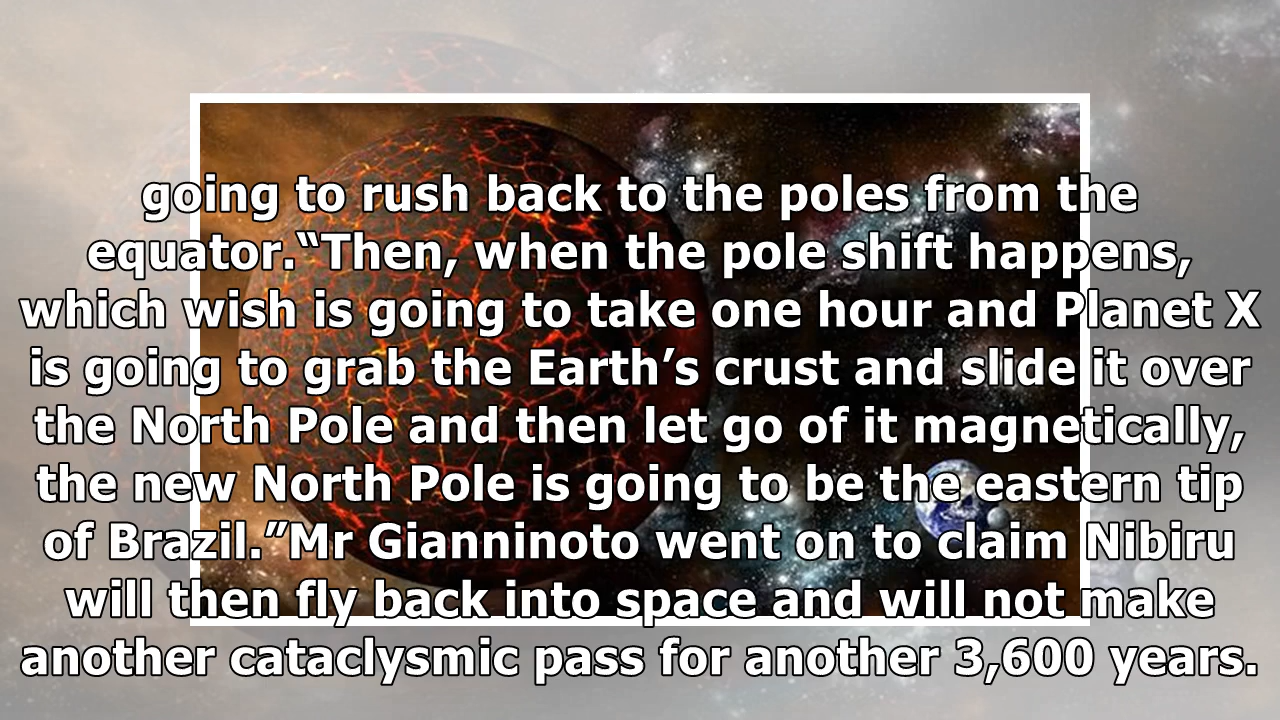 going to rush back to the poles from the
equator.“Then, when the pole shift happens,
which wish is going to take one hour and Planet X
is going to grab the Earth’s crust and slide it over
the North Pole and then let go of it magnetically,
the new North Pole is going to be the eastern tip
of Brazil.”Mr Gianninoto went on to claim Nibiru
will then fly back into space and will not make
another cataclysmic pass for another 3,600 years.